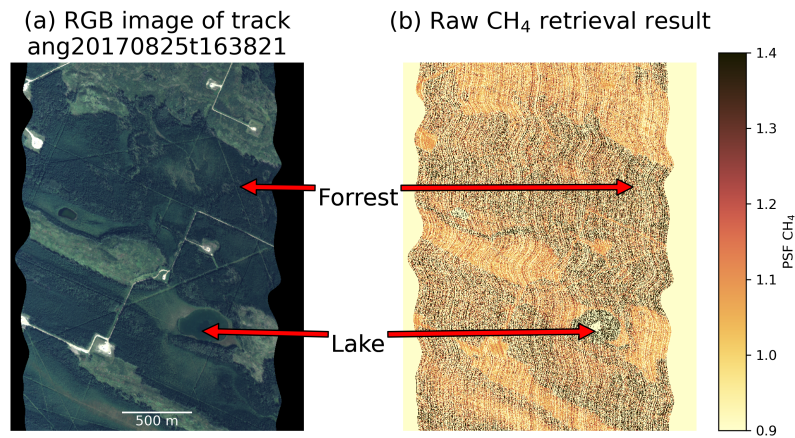 (a) RGB image of track
ang20170825t163821
(b) Raw CH₄ retrieval result
Forrest
Lake
500 m
1.4
1.3
1.2
1.1
1.0
0.9
PSF CH₄